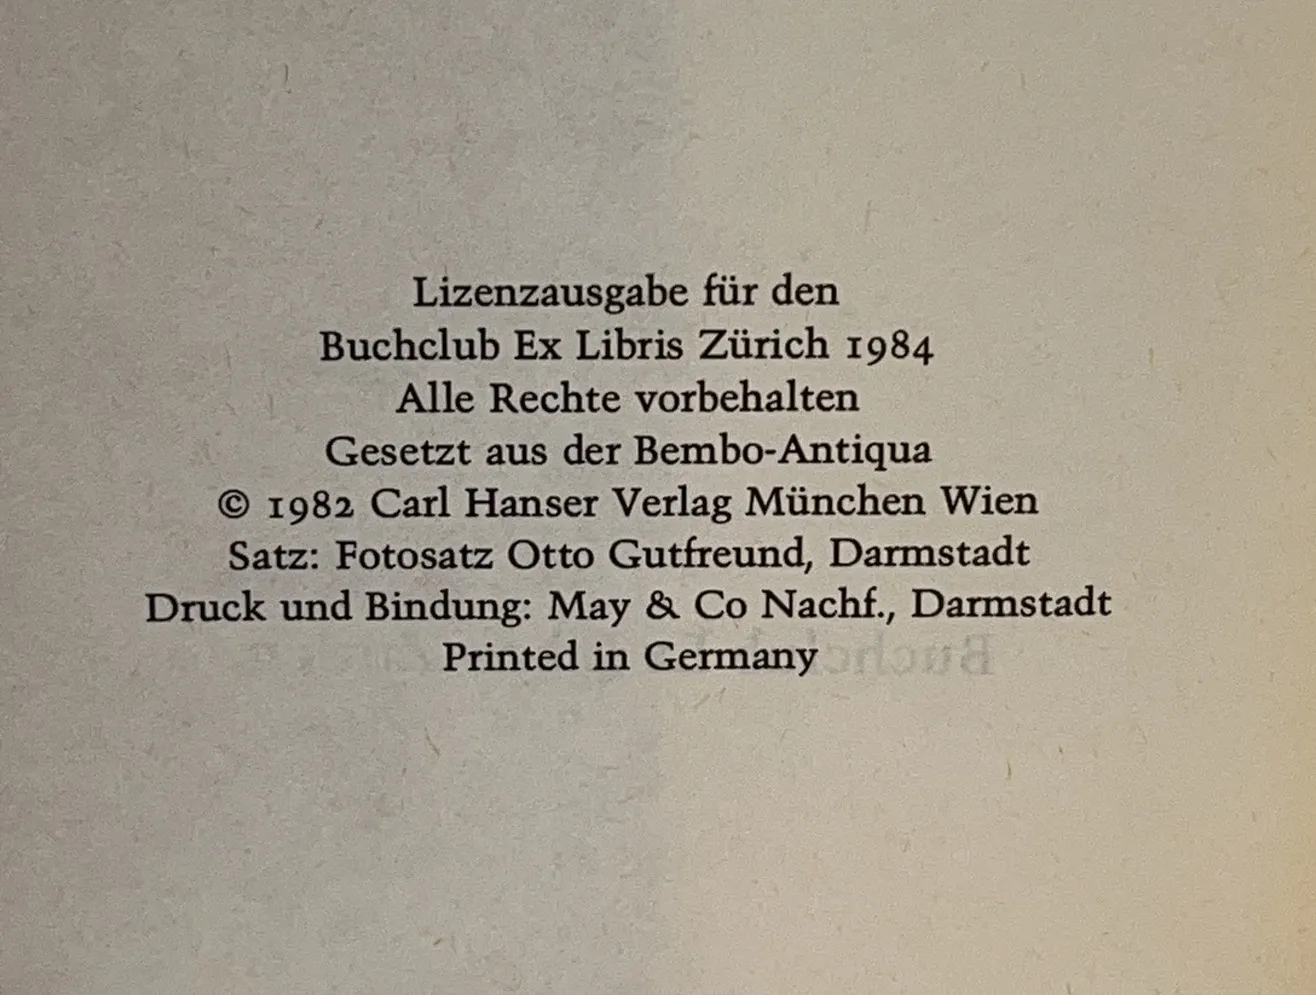 Lizenzausgabe für den
Buchclub Ex Libris Zürich 1984
Alle Rechte vorbehalten
Gesetzt aus der Bembo-Antiqua
© 1982 Carl Hanser Verlag München Wien
Satz: Fotosatz Otto Gutfreund, Darmstadt
Druck und Bindung: May & Co Nachf., Darmstadt
Printed in Germany